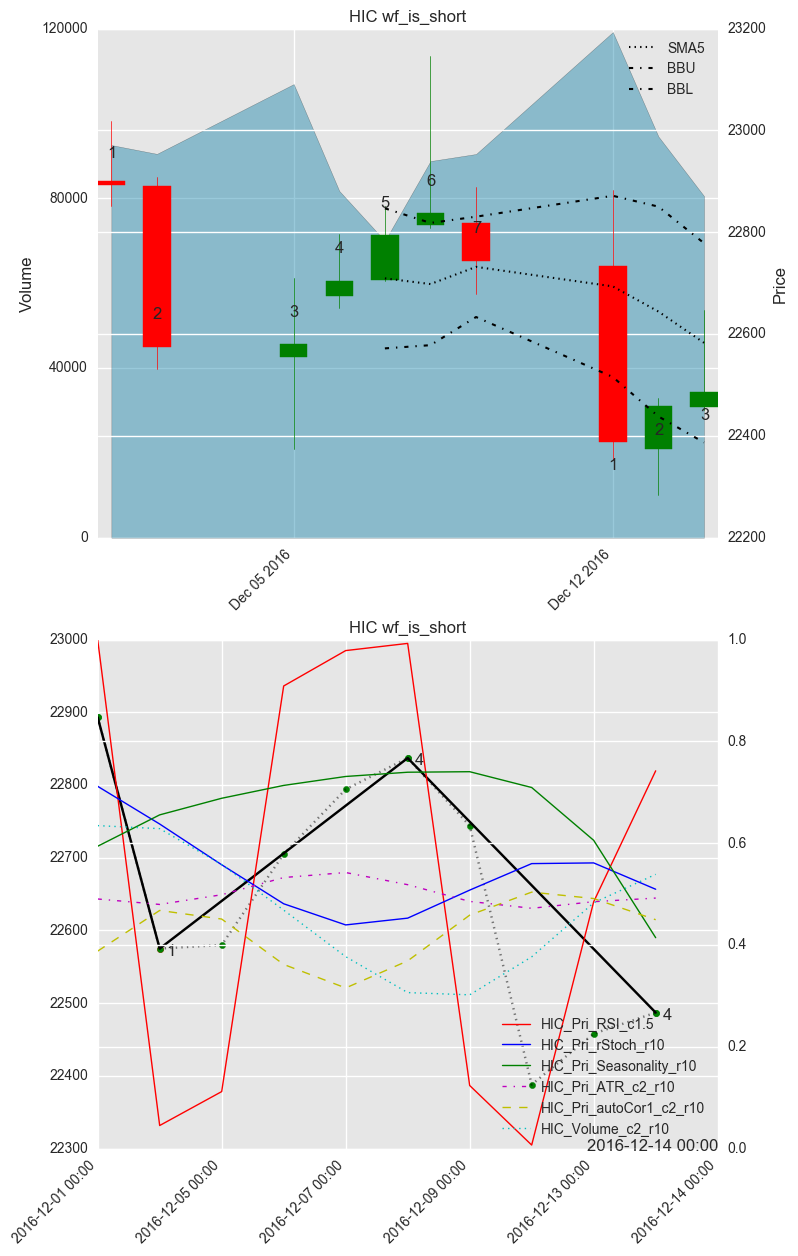 HIC wf_is_short
120000
80000
40000
0
Volume
23200
23000
22800
22600
22400
22200
Price
SMA5
BBU
BBL
1
2
3
4
5
6
7
1
2
3
Dec 05 2016
Dec 12 2016
HIC wf_is_short
23000
22900
22800
22700
22600
22500
22400
22300
1.0
0.8
0.6
0.4
0.2
0.0
1
4
4
HIC_Pri_RSI_c1.5
HIC_Pri_rStoch_r10
HIC_Pri_Seasonality_r10
HIC_Pri_ATR_c2_r10
HIC_Pri_autoCor1_c2_r10
HIC_Volume_c2_r10
2016-12-14 00:00
2016-12-01 00:00
2016-12-05 00:00
2016-12-07 00:00
2016-12-09 00:00
2016-12-13 00:00
2016-12-14 00:00